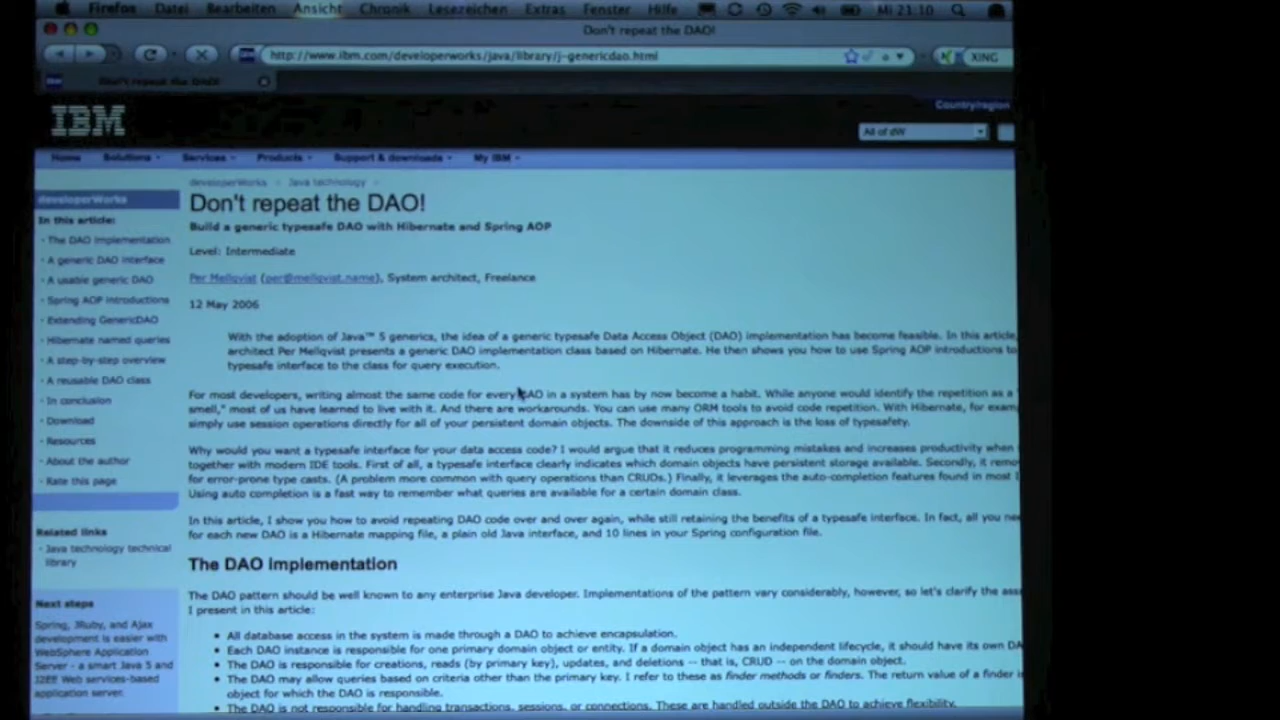 Firefox Datei Bearbeiten Ansicht Chronik Lesezeichen Extras Fenster Hilfe Mi 21:10
Don't repeat the DAO!
http://www.ibm.com/developerworks/java/library/j-genericdao.html
XING
Don't repeat the DAO!
Country/region
IBM
All of dW
Home Solutions Services Products Support & downloads My IBM
developerWorks > Java technology >
developerWorks
In this article:
The DAO implementation
A generic DAO interface
A usable generic DAO
Spring AOP introductions
Extending GenericDAO
Hibernate named queries
A step-by-step overview
A reusable DAO class
In conclusion
Download
Resources
About the author
Rate this page
Related links
Java technology technical
library
Next steps
Spring, JRuby, and Ajax
development is easier with
WebSphere Application
Server - a smart Java 5 and
J2EE Web services-based
application server.
Don't repeat the DAO!
Build a generic typesafe DAO with Hibernate and Spring AOP
Level: Intermediate
Per Mellqvist (per@mellqvist.name), System architect, Freelance
12 May 2006
With the adoption of Java™ 5 generics, the idea of a generic typesafe Data Access Object (DAO) implementation has become feasible. In this article,
architect Per Mellqvist presents a generic DAO implementation class based on Hibernate. He then shows you how to use Spring AOP introductions to
typesafe interface to the class for query execution.
For most developers, writing almost the same code for every DAO in a system has by now become a habit. While anyone would identify the repetition as a "
smell," most of us have learned to live with it. And there are workarounds. You can use many ORM tools to avoid code repetition. With Hibernate, for exam
simply use session operations directly for all of your persistent domain objects. The downside of this approach is the loss of typesafety.
Why would you want a typesafe interface for your data access code? I would argue that it reduces programming mistakes and increases productivity when
together with modern IDE tools. First of all, a typesafe interface clearly indicates which domain objects have persistent storage available. Secondly, it remo
for error-prone type casts. (A problem more common with query operations than CRUDs.) Finally, it leverages the auto-completion features found in most I
Using auto completion is a fast way to remember what queries are available for a certain domain class.
In this article, I show you how to avoid repeating DAO code over and over again, while still retaining the benefits of a typesafe interface. In fact, all you ne
for each new DAO is a Hibernate mapping file, a plain old Java interface, and 10 lines in your Spring configuration file.
The DAO implementation
The DAO pattern should be well known to any enterprise Java developer. Implementations of the pattern vary considerably, however, so let's clarify the ass
I present in this article:
All database access in the system is made through a DAO to achieve encapsulation.
Each DAO instance is responsible for one primary domain object or entity. If a domain object has an independent lifecycle, it should have its own DA
The DAO is responsible for creations, reads (by primary key), updates, and deletions -- that is, CRUD -- on the domain object.
The DAO may allow queries based on criteria other than the primary key. I refer to these as finder methods or finders. The return value of a finder is
object for which the DAO is responsible.
The DAO is not responsible for handling transactions, sessions, or connections. These are handled outside the DAO to achieve flexibility.